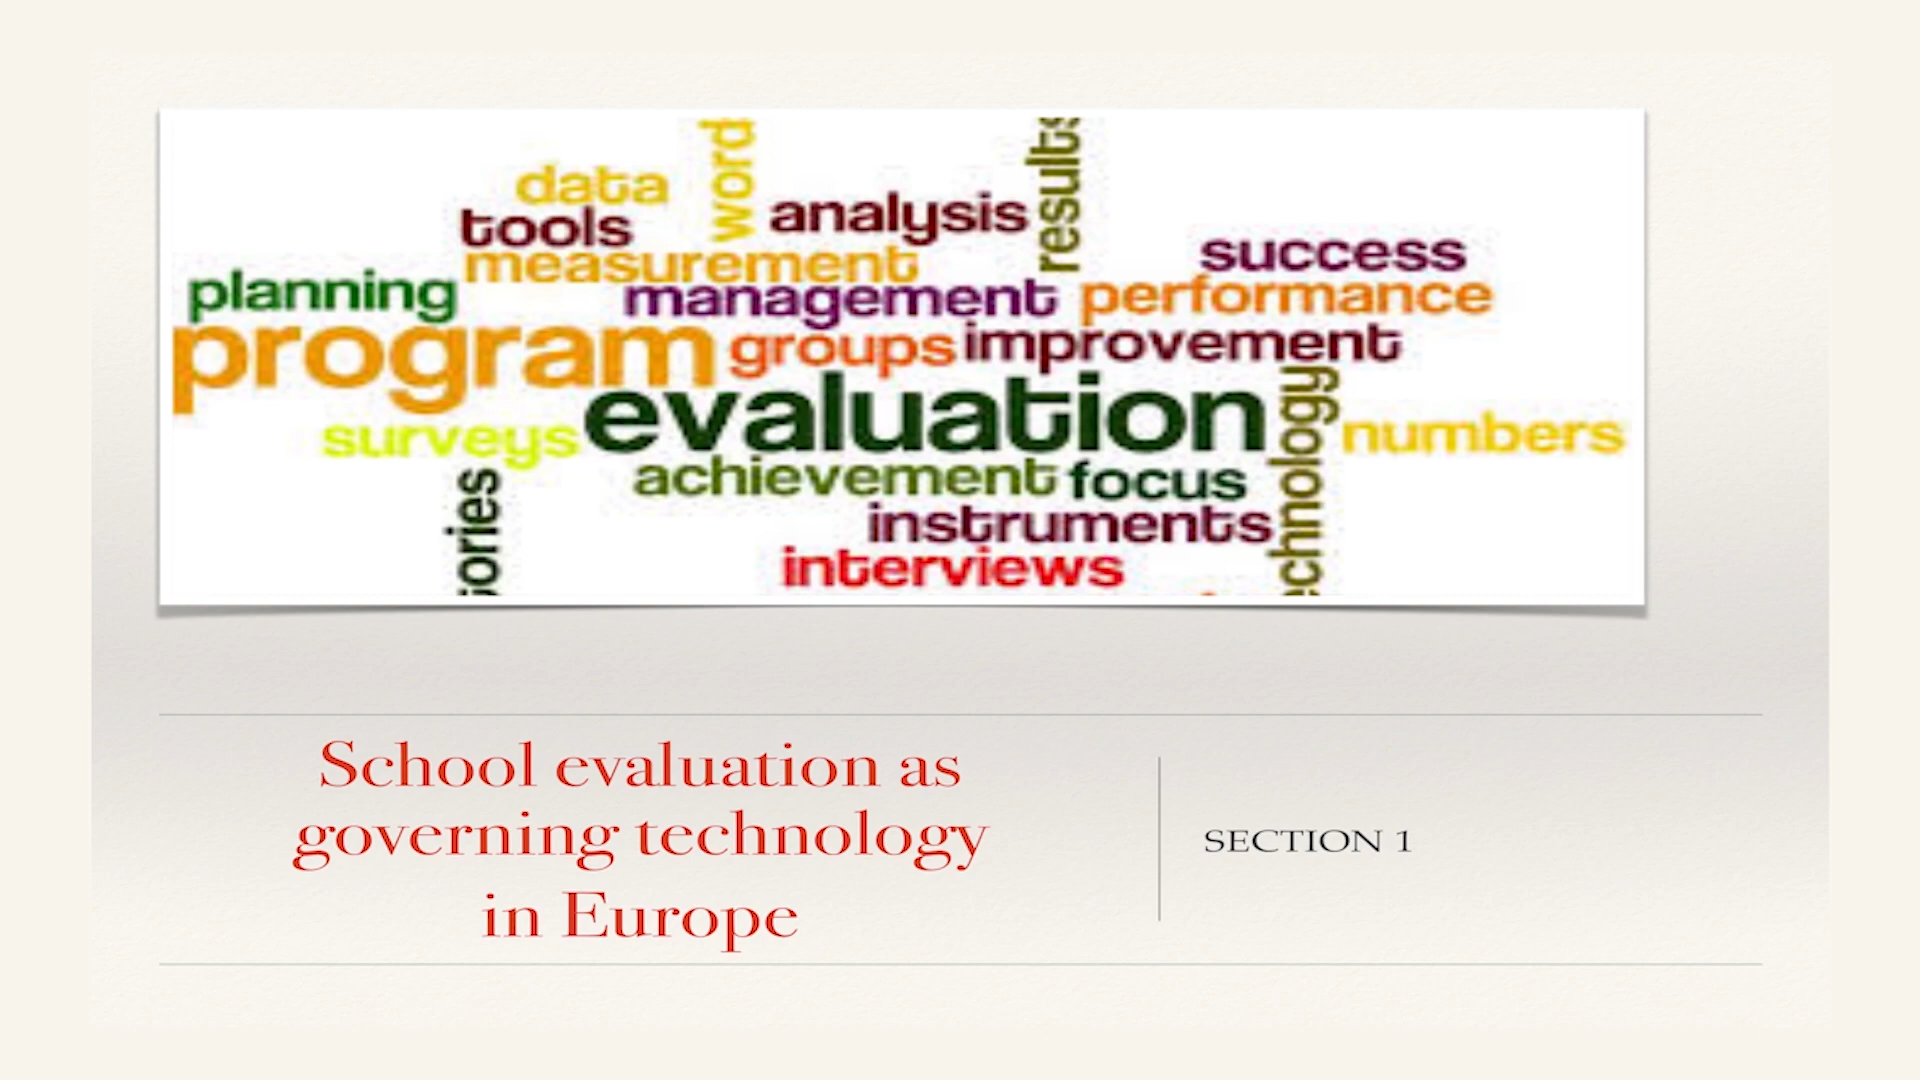 word
results
data
analysis
tools
success
measurement
planning
management performance
program groups improvement
evaluation
technology
numbers
surveys
achievement focus
ories
instruments
interviews
School evaluation as
governing technology
in Europe
SECTION 1